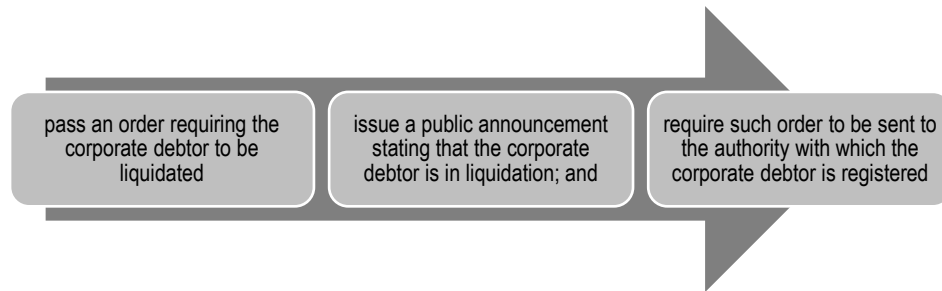 pass an order requiring the
corporate debtor to be
liquidated
issue a public announcement
stating that the corporate
debtor is in liquidation; and
require such order to be sent to
the authority with which the
corporate debtor is registered